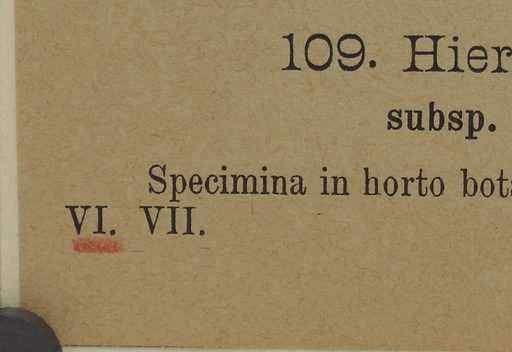 109. Hier
subsp.
Specimina in horto bot
VI. VII.